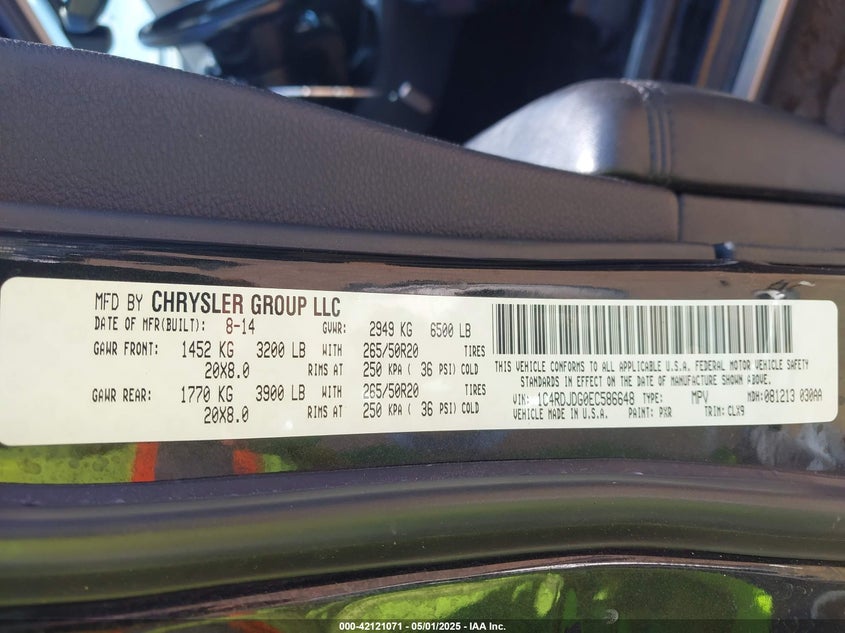 MFD BY CHRYSLER GROUP LLC
DATE OF MFR(BUILT): 8-14 GVWR: 2949 KG 6500 LB
GAWR FRONT: 1452 KG 3200 LB WITH 265/50R20 TIRES
20X8.0 RIMS AT 250 KPA ( 36 PSI) COLD
GAWR REAR: 1770 KG 3900 LB WITH 265/50R20 TIRES
20X8.0 RIMS AT 250 KPA ( 36 PSI) COLD
THIS VEHICLE CONFORMS TO ALL APPLICABLE U.S.A. FEDERAL MOTOR VEHICLE SAFETY
STANDARDS IN EFFECT ON THE DATE OF MANUFACTURE SHOWN ABOVE.
VIN: 1C4RDJDG0EC586648 TYPE: MPV MDH: 081213 030AA
VEHICLE MADE IN U.S.A. PAINT: PXR TRIM: CLX9
000-42121071 - 05/01/2025 - IAA Inc.